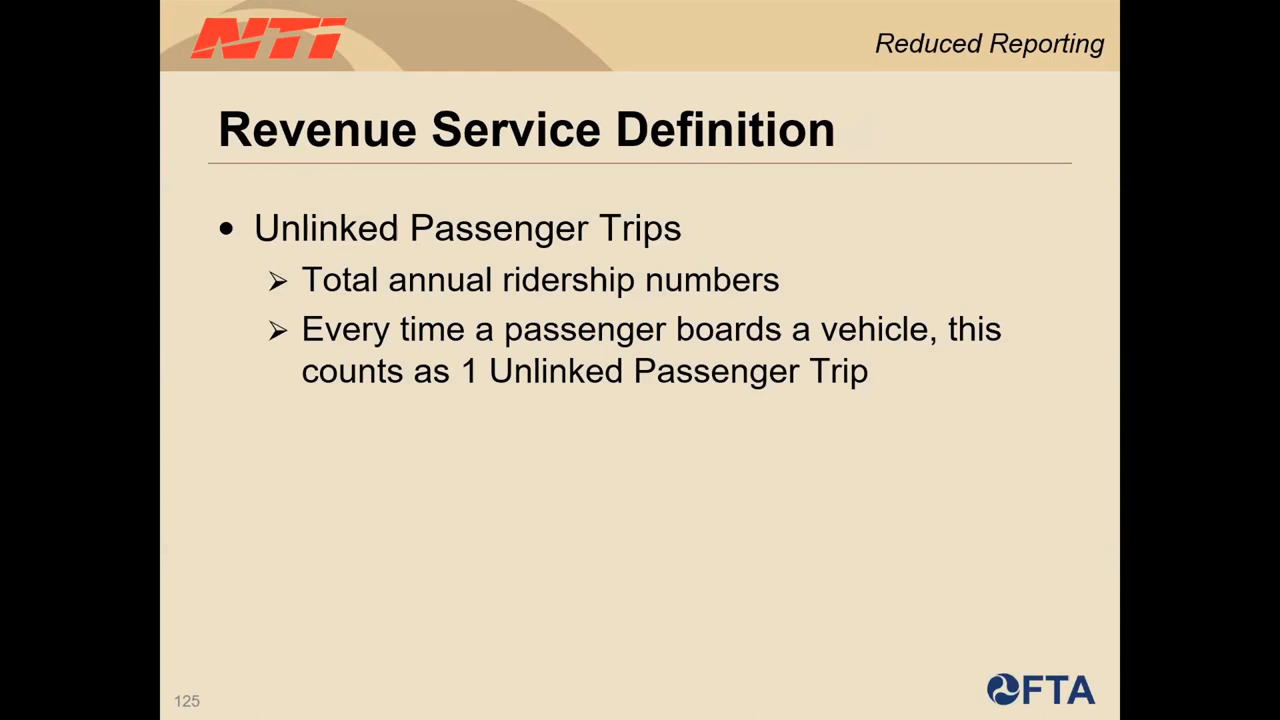 NTI
Reduced Reporting
Revenue Service Definition
• Unlinked Passenger Trips
➢ Total annual ridership numbers
➢ Every time a passenger boards a vehicle, this
counts as 1 Unlinked Passenger Trip
125
FTA